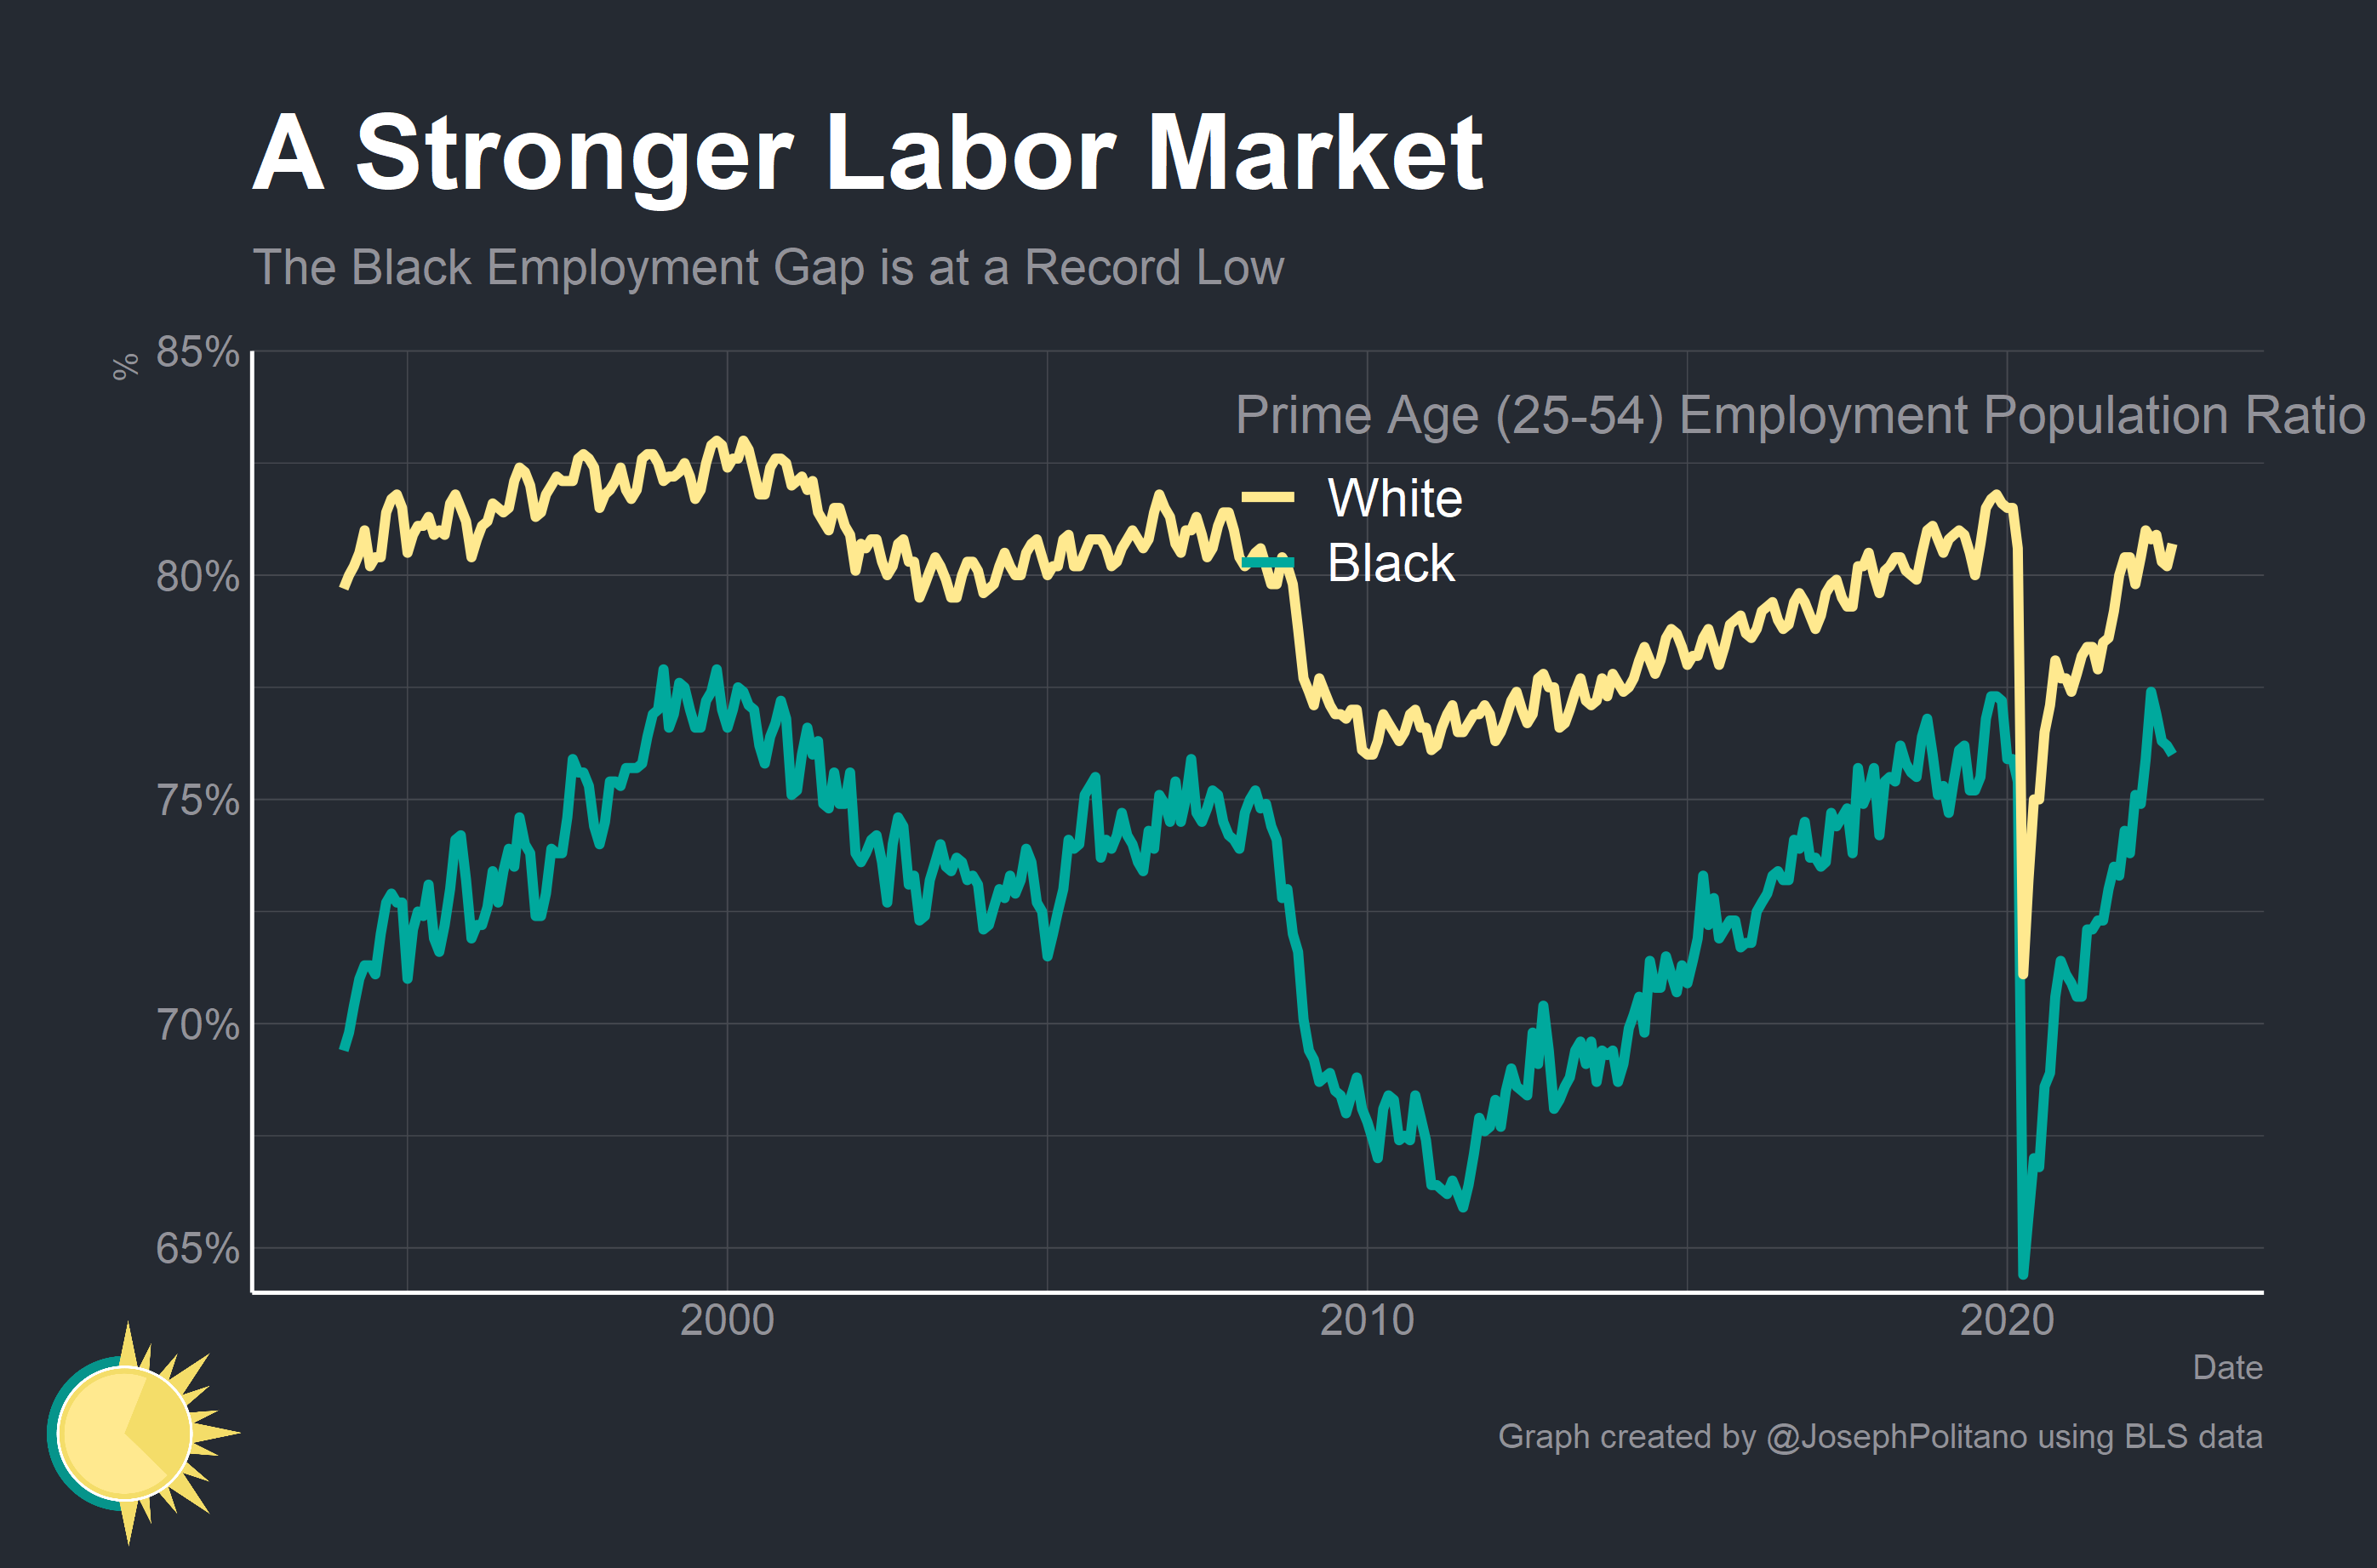 A Stronger Labor Market
The Black Employment Gap is at a Record Low
%
85%
80%
75%
70%
65%
Prime Age (25-54) Employment Population Ratio
White
Black
2000
2010
2020
Date
Graph created by @JosephPolitano using BLS data